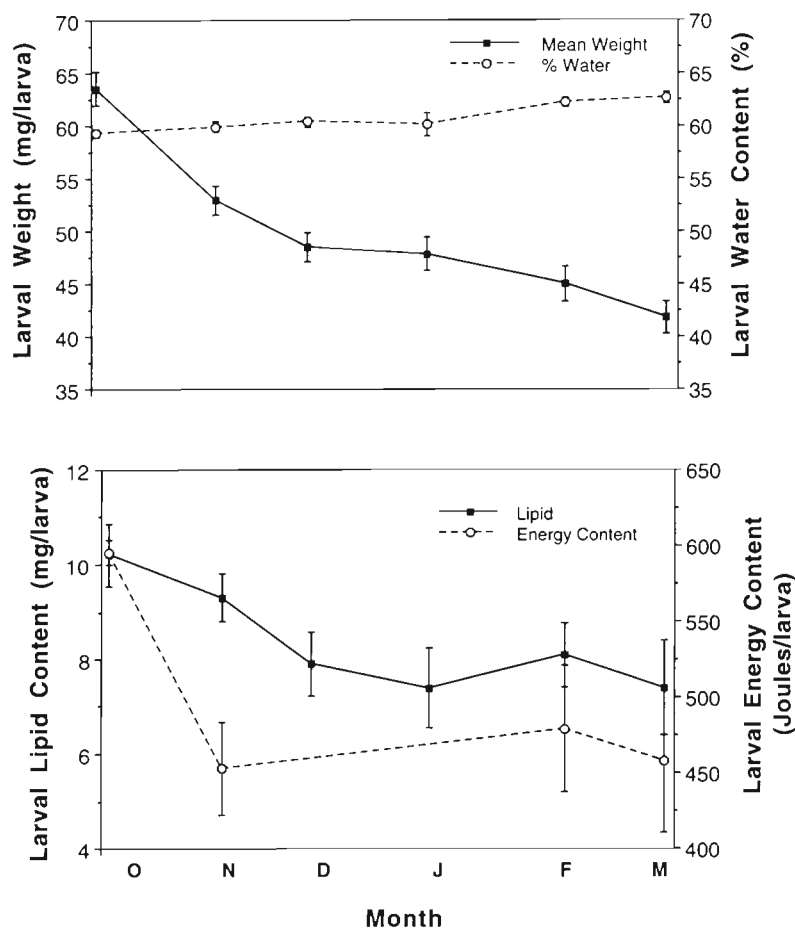 Larval Weight (mg/larva)
70
65
60
55
50
45
40
35
Mean Weight
% Water
70
65
60
55
50
45
40
35
Larval Water Content (%)
Larval Lipid Content (mg/larva)
12
10
8
6
4
Lipid
Energy Content
650
600
550
500
450
400
Larval Energy Content
(Joules/larva)
O N D J F M
Month